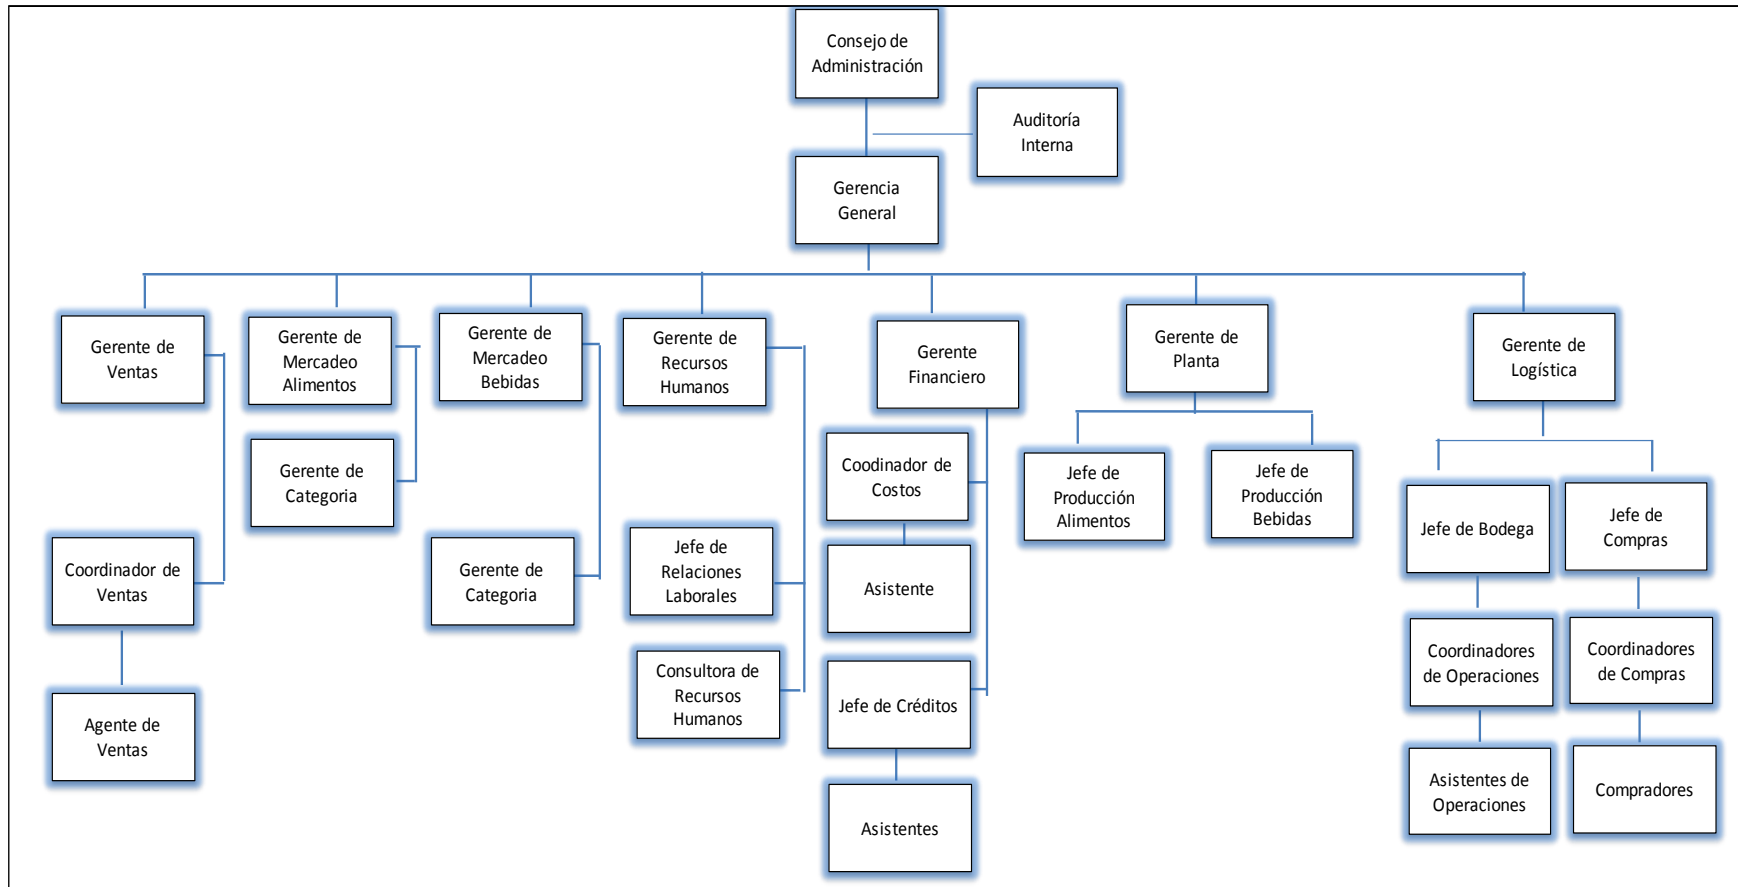 Consejo de
Administración
Auditoría
Interna
Gerencia
General
Gerente de
Ventas
Gerente de
Mercadeo
Alimentos
Gerente de
Mercadeo
Bebidas
Gerente de
Recursos
Humanos
Gerente
Financiero
Gerente de
Planta
Gerente de
Logística
Gerente de
Categoria
Coodinador de
Costos
Jefe de
Producción
Alimentos
Jefe de
Producción
Bebidas
Jefe de Bodega
Jefe de
Compras
Coordinador de
Ventas
Gerente de
Categoria
Jefe de
Relaciones
Laborales
Asistente
Coordinadores
de Operaciones
Coordinadores
de Compras
Agente de
Ventas
Consultora de
Recursos
Humanos
Jefe de Créditos
Asistentes de
Operaciones
Compradores
Asistentes